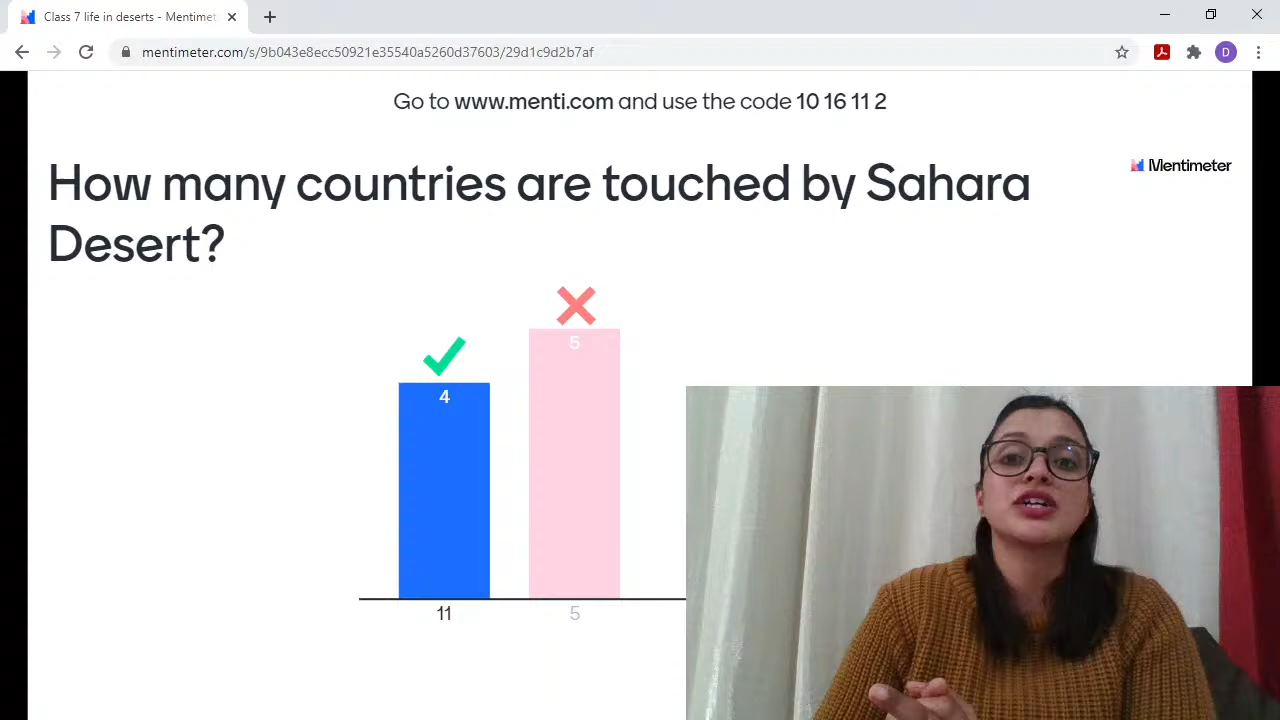 Class 7 life in deserts - Mentimet
mentimeter.com/s/9b043e8ecc50921e35540a5260d37603/29d1c9d2b7af
D
Go to www.menti.com and use the code 10 16 11 2
Mentimeter
How many countries are touched by Sahara
Desert?
5
4
11
5